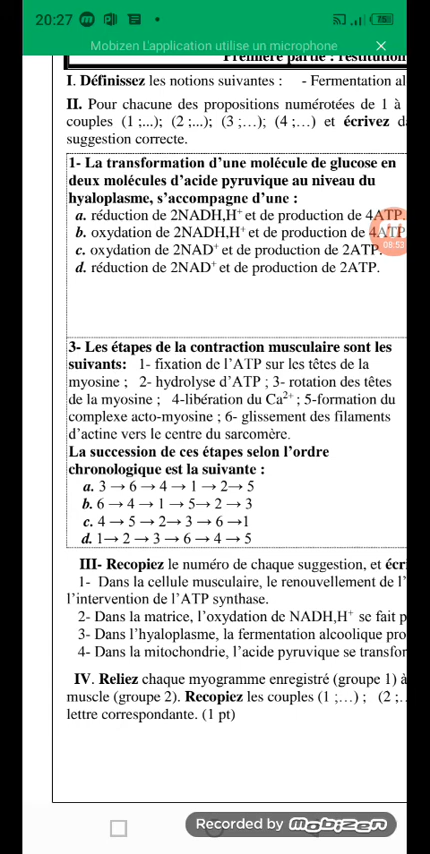 20:27
Mobizen L'application utilise un microphone ×
Première partie : restitution
I. Définissez les notions suivantes : - Fermentation al
II. Pour chacune des propositions numérotées de 1 à
couples (1 ;...); (2 ;...); (3 ;…); (4 ;…) et écrivez d
suggestion correcte.
1- La transformation d’une molécule de glucose en
deux molécules d’acide pyruvique au niveau du
hyaloplasme, s’accompagne d’une :
a. réduction de 2NADH,H⁺ et de production de 4ATP.
b. oxydation de 2NADH,H⁺ et de production de 4ATP
08:53
c. oxydation de 2NAD⁺ et de production de 2ATP.
d. réduction de 2NAD⁺ et de production de 2ATP.
3- Les étapes de la contraction musculaire sont les
suivants: 1- fixation de l’ATP sur les têtes de la
myosine ; 2- hydrolyse d’ATP ; 3- rotation des têtes
de la myosine ; 4-libération du Ca²⁺ ; 5-formation du
complexe acto-myosine ; 6- glissement des filaments
d’actine vers le centre du sarcomère.
La succession de ces étapes selon l’ordre
chronologique est la suivante :
a. 3 → 6 → 4 → 1 → 2→ 5
b. 6 → 4 → 1 → 5→ 2 → 3
c. 4 → 5 → 2→ 3 → 6 →1
d. 1→ 2 → 3 → 6 → 4 → 5
III- Recopiez le numéro de chaque suggestion, et écri
1- Dans la cellule musculaire, le renouvellement de l’
l’intervention de l’ATP synthase.
2- Dans la matrice, l’oxydation de NADH,H⁺ se fait p
3- Dans l’hyaloplasme, la fermentation alcoolique pro
4- Dans la mitochondrie, l’acide pyruvique se transfor
IV. Reliez chaque myogramme enregistré (groupe 1) à
muscle (groupe 2). Recopiez les couples (1 ;…) ; (2 ;.
lettre correspondante. (1 pt)
Recorded by Mobizen